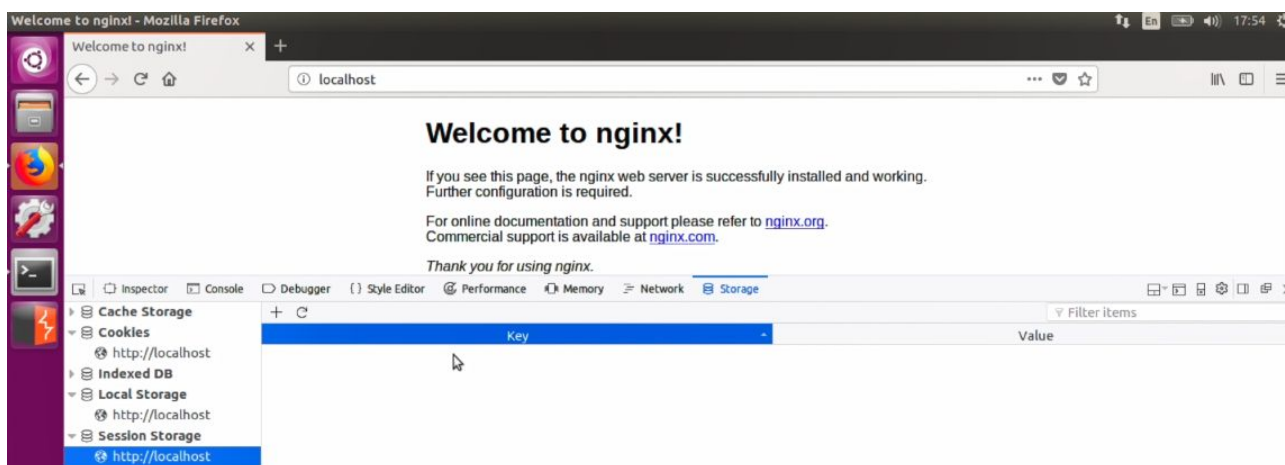 Welcome to nginx! - Mozilla Firefox
En
17:54
Welcome to nginx!
localhost
Welcome to nginx!
If you see this page, the nginx web server is successfully installed and working.
Further configuration is required.
For online documentation and support please refer to nginx.org.
Commercial support is available at nginx.com.
Thank you for using nginx.
Inspector Console Debugger {} Style Editor Performance Memory Network Storage
Cache Storage
Filter items
Cookies
Key Value
http://localhost
Indexed DB
Local Storage
http://localhost
Session Storage
http://localhost